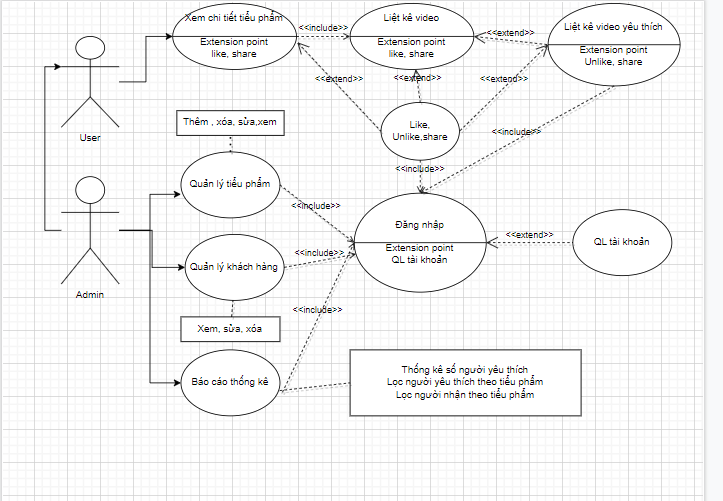 Xem chi tiết tiểu phẩm
Extension point
like, share
<<include>>
Liệt kê video
Extension point
like, share
<<extend>>
Liệt kê video yêu thích
Extension point
Unlike, share
<<extend>>
<<extend>>
<<extend>>
User
Thêm , xóa, sửa,xem
Like,
Unlike,share
<<include>>
<<include>>
Quản lý tiểu phẩm
<<include>>
Đăng nhập
Extension point
QL tài khoản
<<extend>>
QL tài khoản
Admin
Quản lý khách hàng
<<include>>
Xem, sửa, xóa
<<include>>
Báo cáo thống kê
Thống kê số người yêu thích
Lọc người yêu thích theo tiểu phẩm
Lọc người nhận theo tiểu phẩm